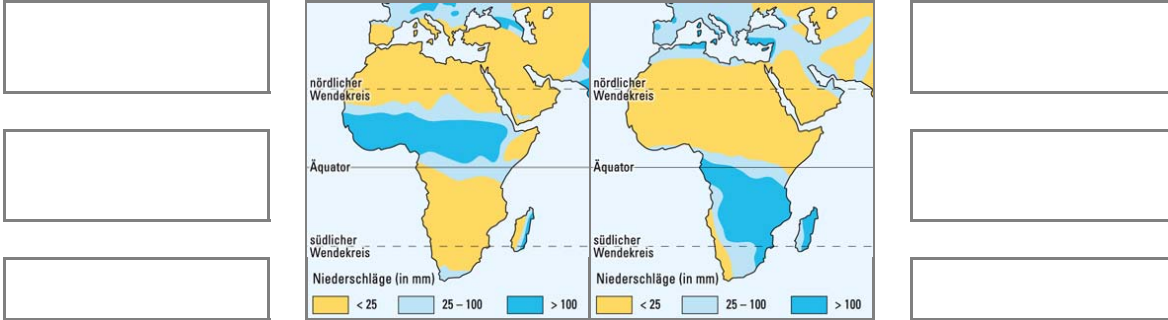 nördlicher
Wendekreis
Äquator
südlicher
Wendekreis
Niederschläge (in mm)
< 25
25 – 100
> 100
nördlicher
Wendekreis
Äquator
südlicher
Wendekreis
Niederschläge (in mm)
< 25
25 – 100
> 100